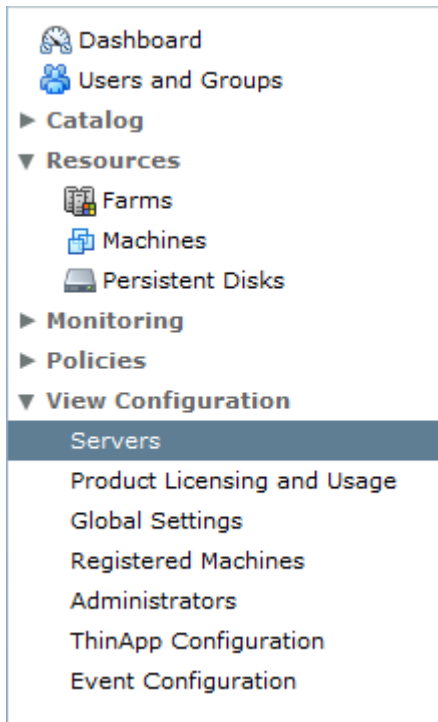 Dashboard
Users and Groups
Catalog
Resources
Farms
Machines
Persistent Disks
Monitoring
Policies
View Configuration
Servers
Product Licensing and Usage
Global Settings
Registered Machines
Administrators
ThinApp Configuration
Event Configuration